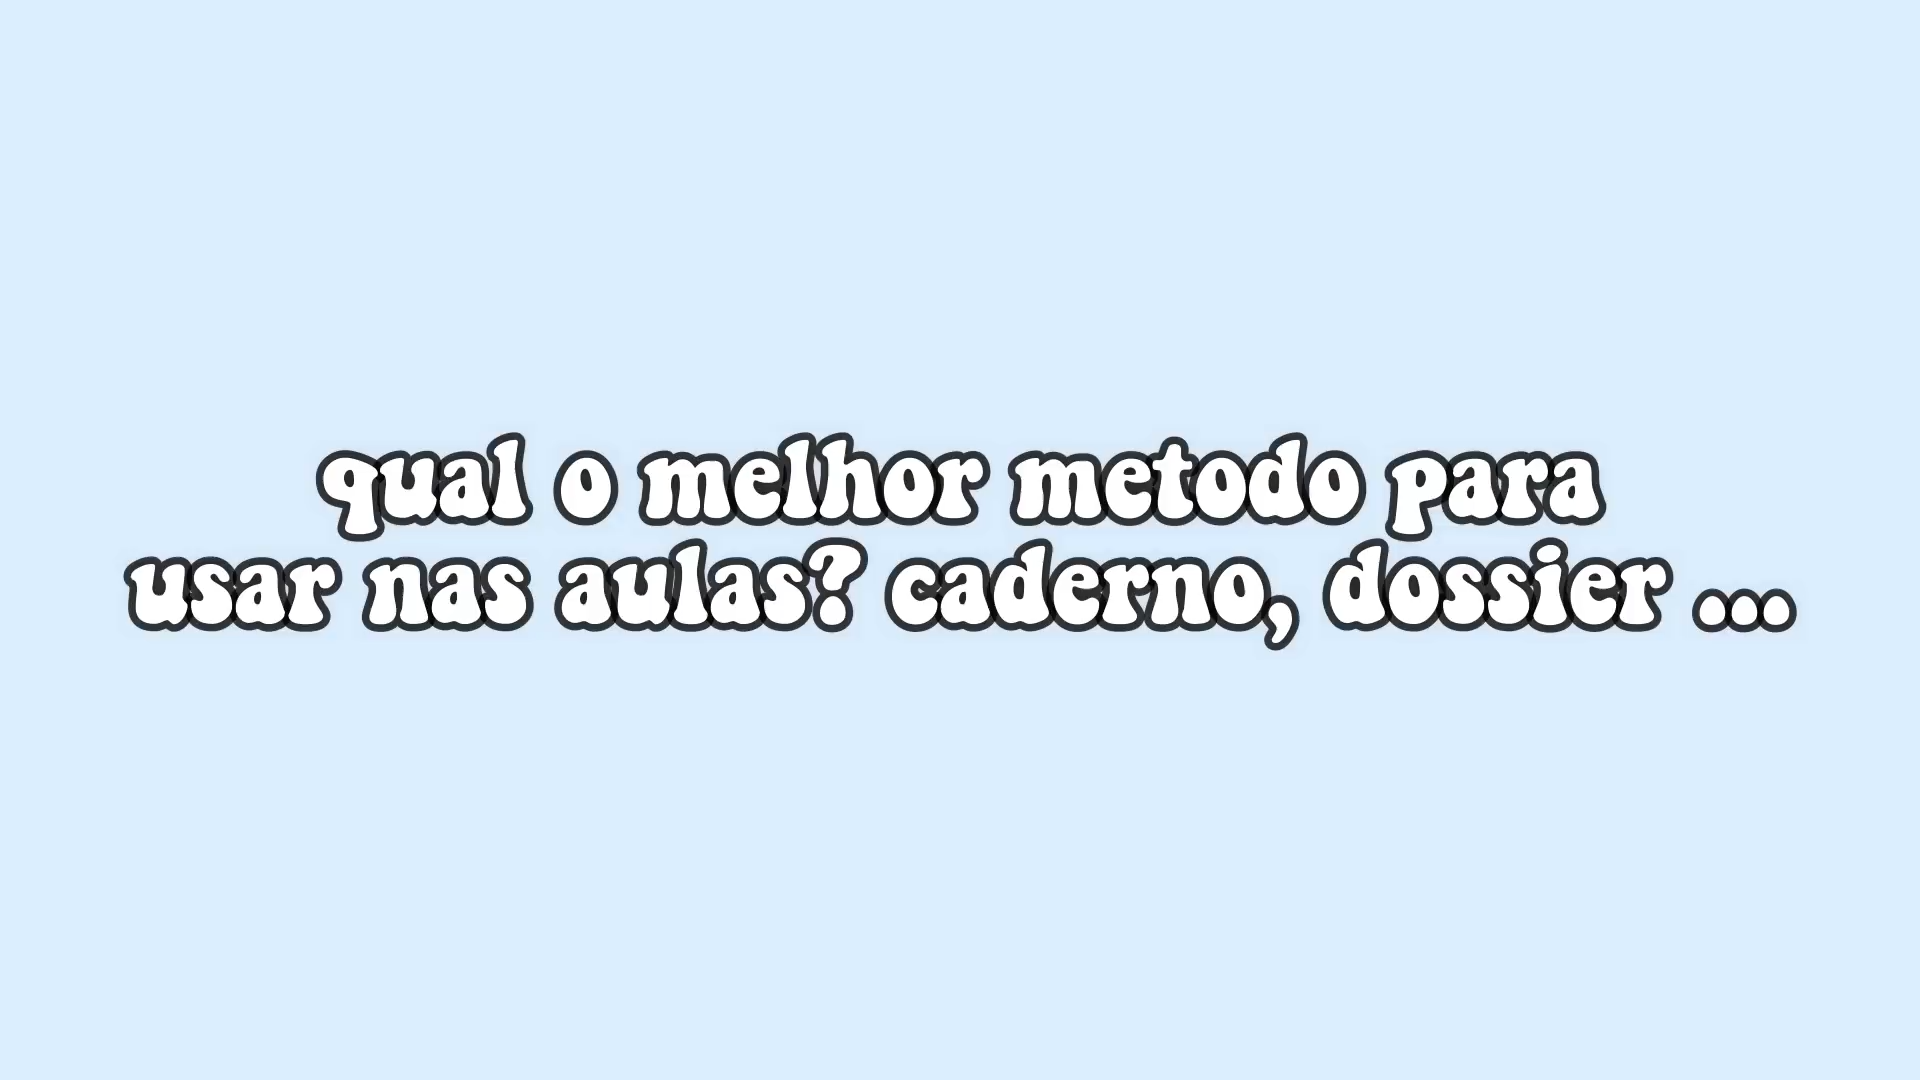 qual o melhor metodo para
usar nas aulas? caderno, dossier ...